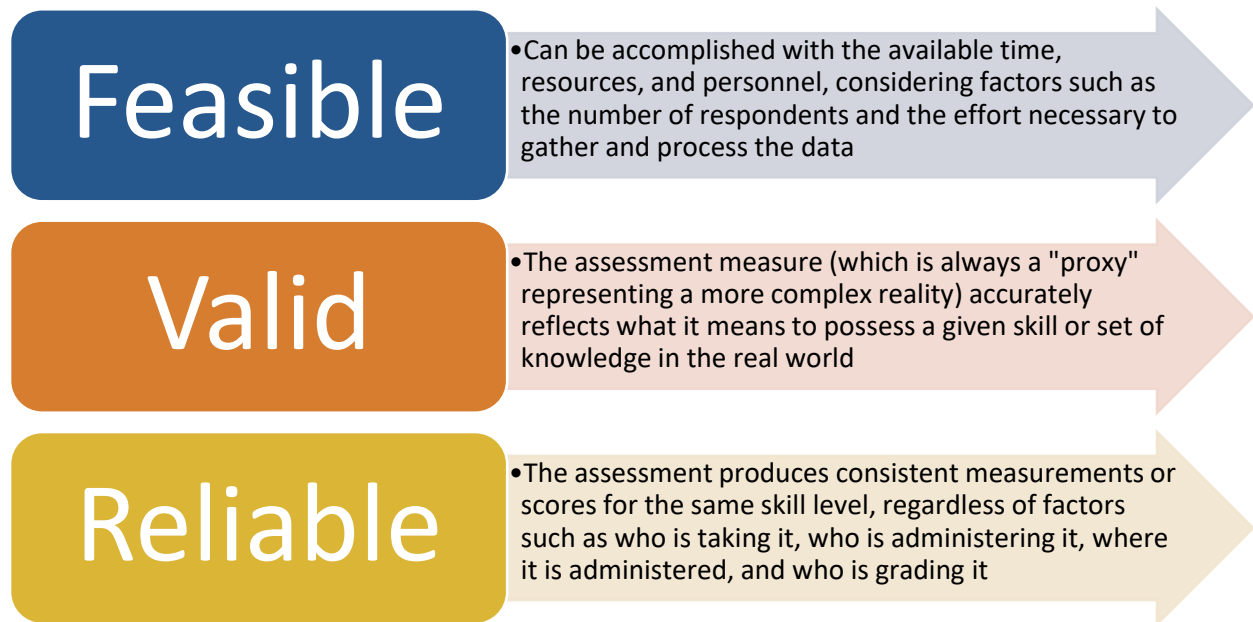 Feasible
•Can be accomplished with the available time,
resources, and personnel, considering factors such as
the number of respondents and the effort necessary to
gather and process the data
Valid
•The assessment measure (which is always a "proxy"
representing a more complex reality) accurately
reflects what it means to possess a given skill or set of
knowledge in the real world
Reliable
•The assessment produces consistent measurements or
scores for the same skill level, regardless of factors
such as who is taking it, who is administering it, where
it is administered, and who is grading it